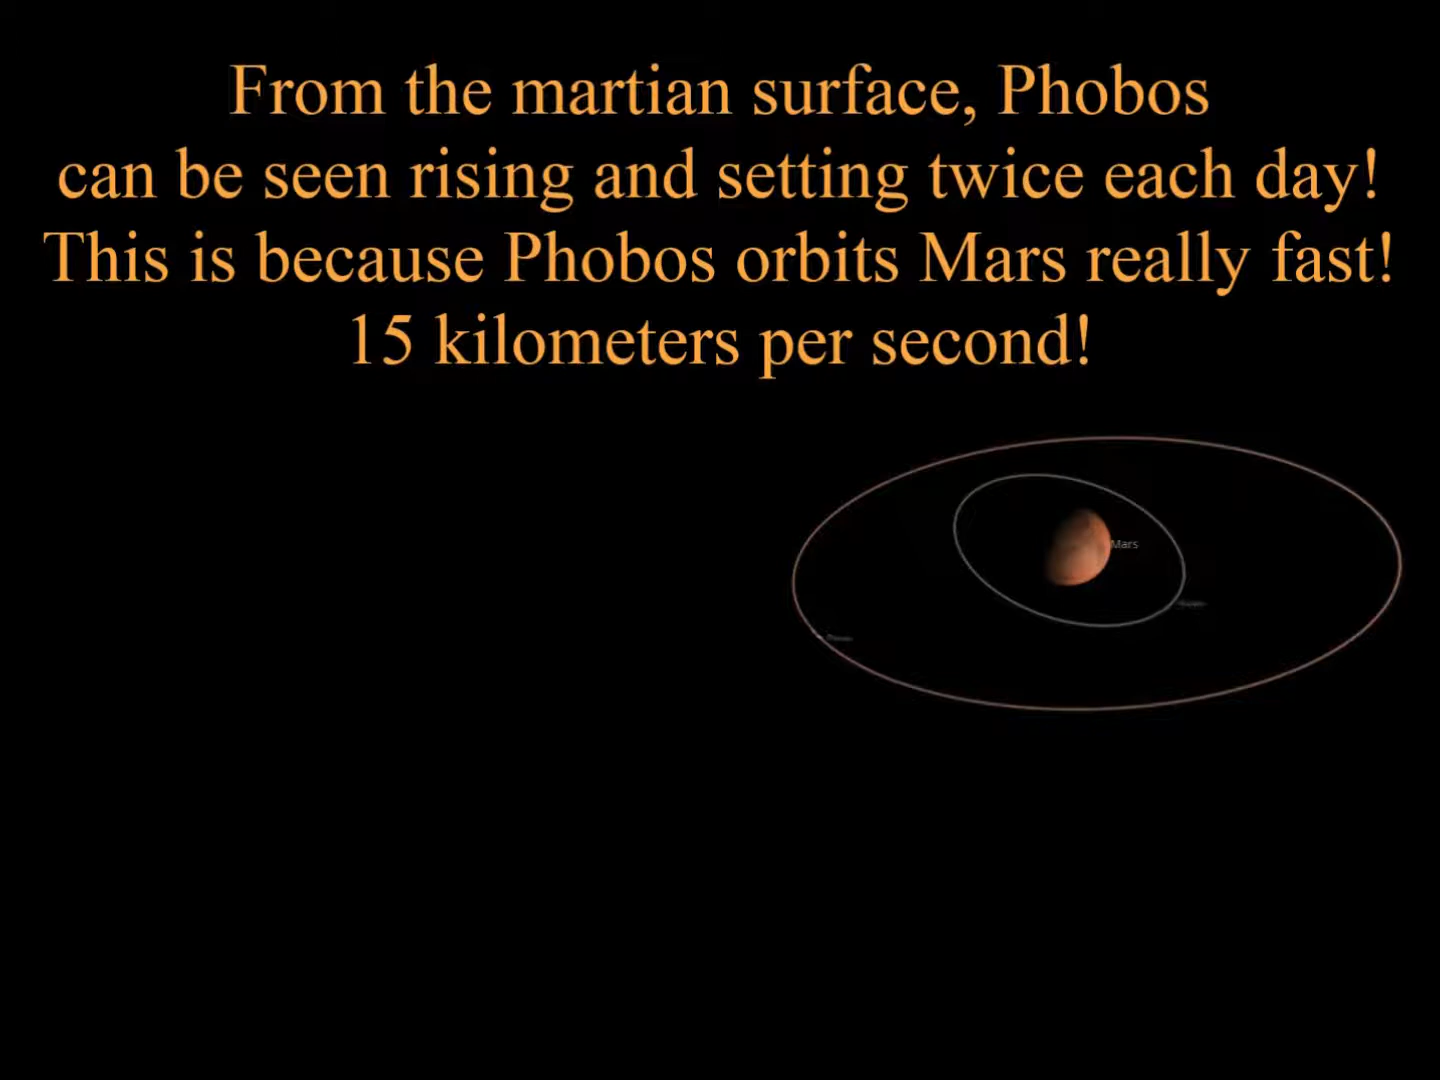 From the martian surface, Phobos
can be seen rising and setting twice each day!
This is because Phobos orbits Mars really fast!
15 kilometers per second!
Mars